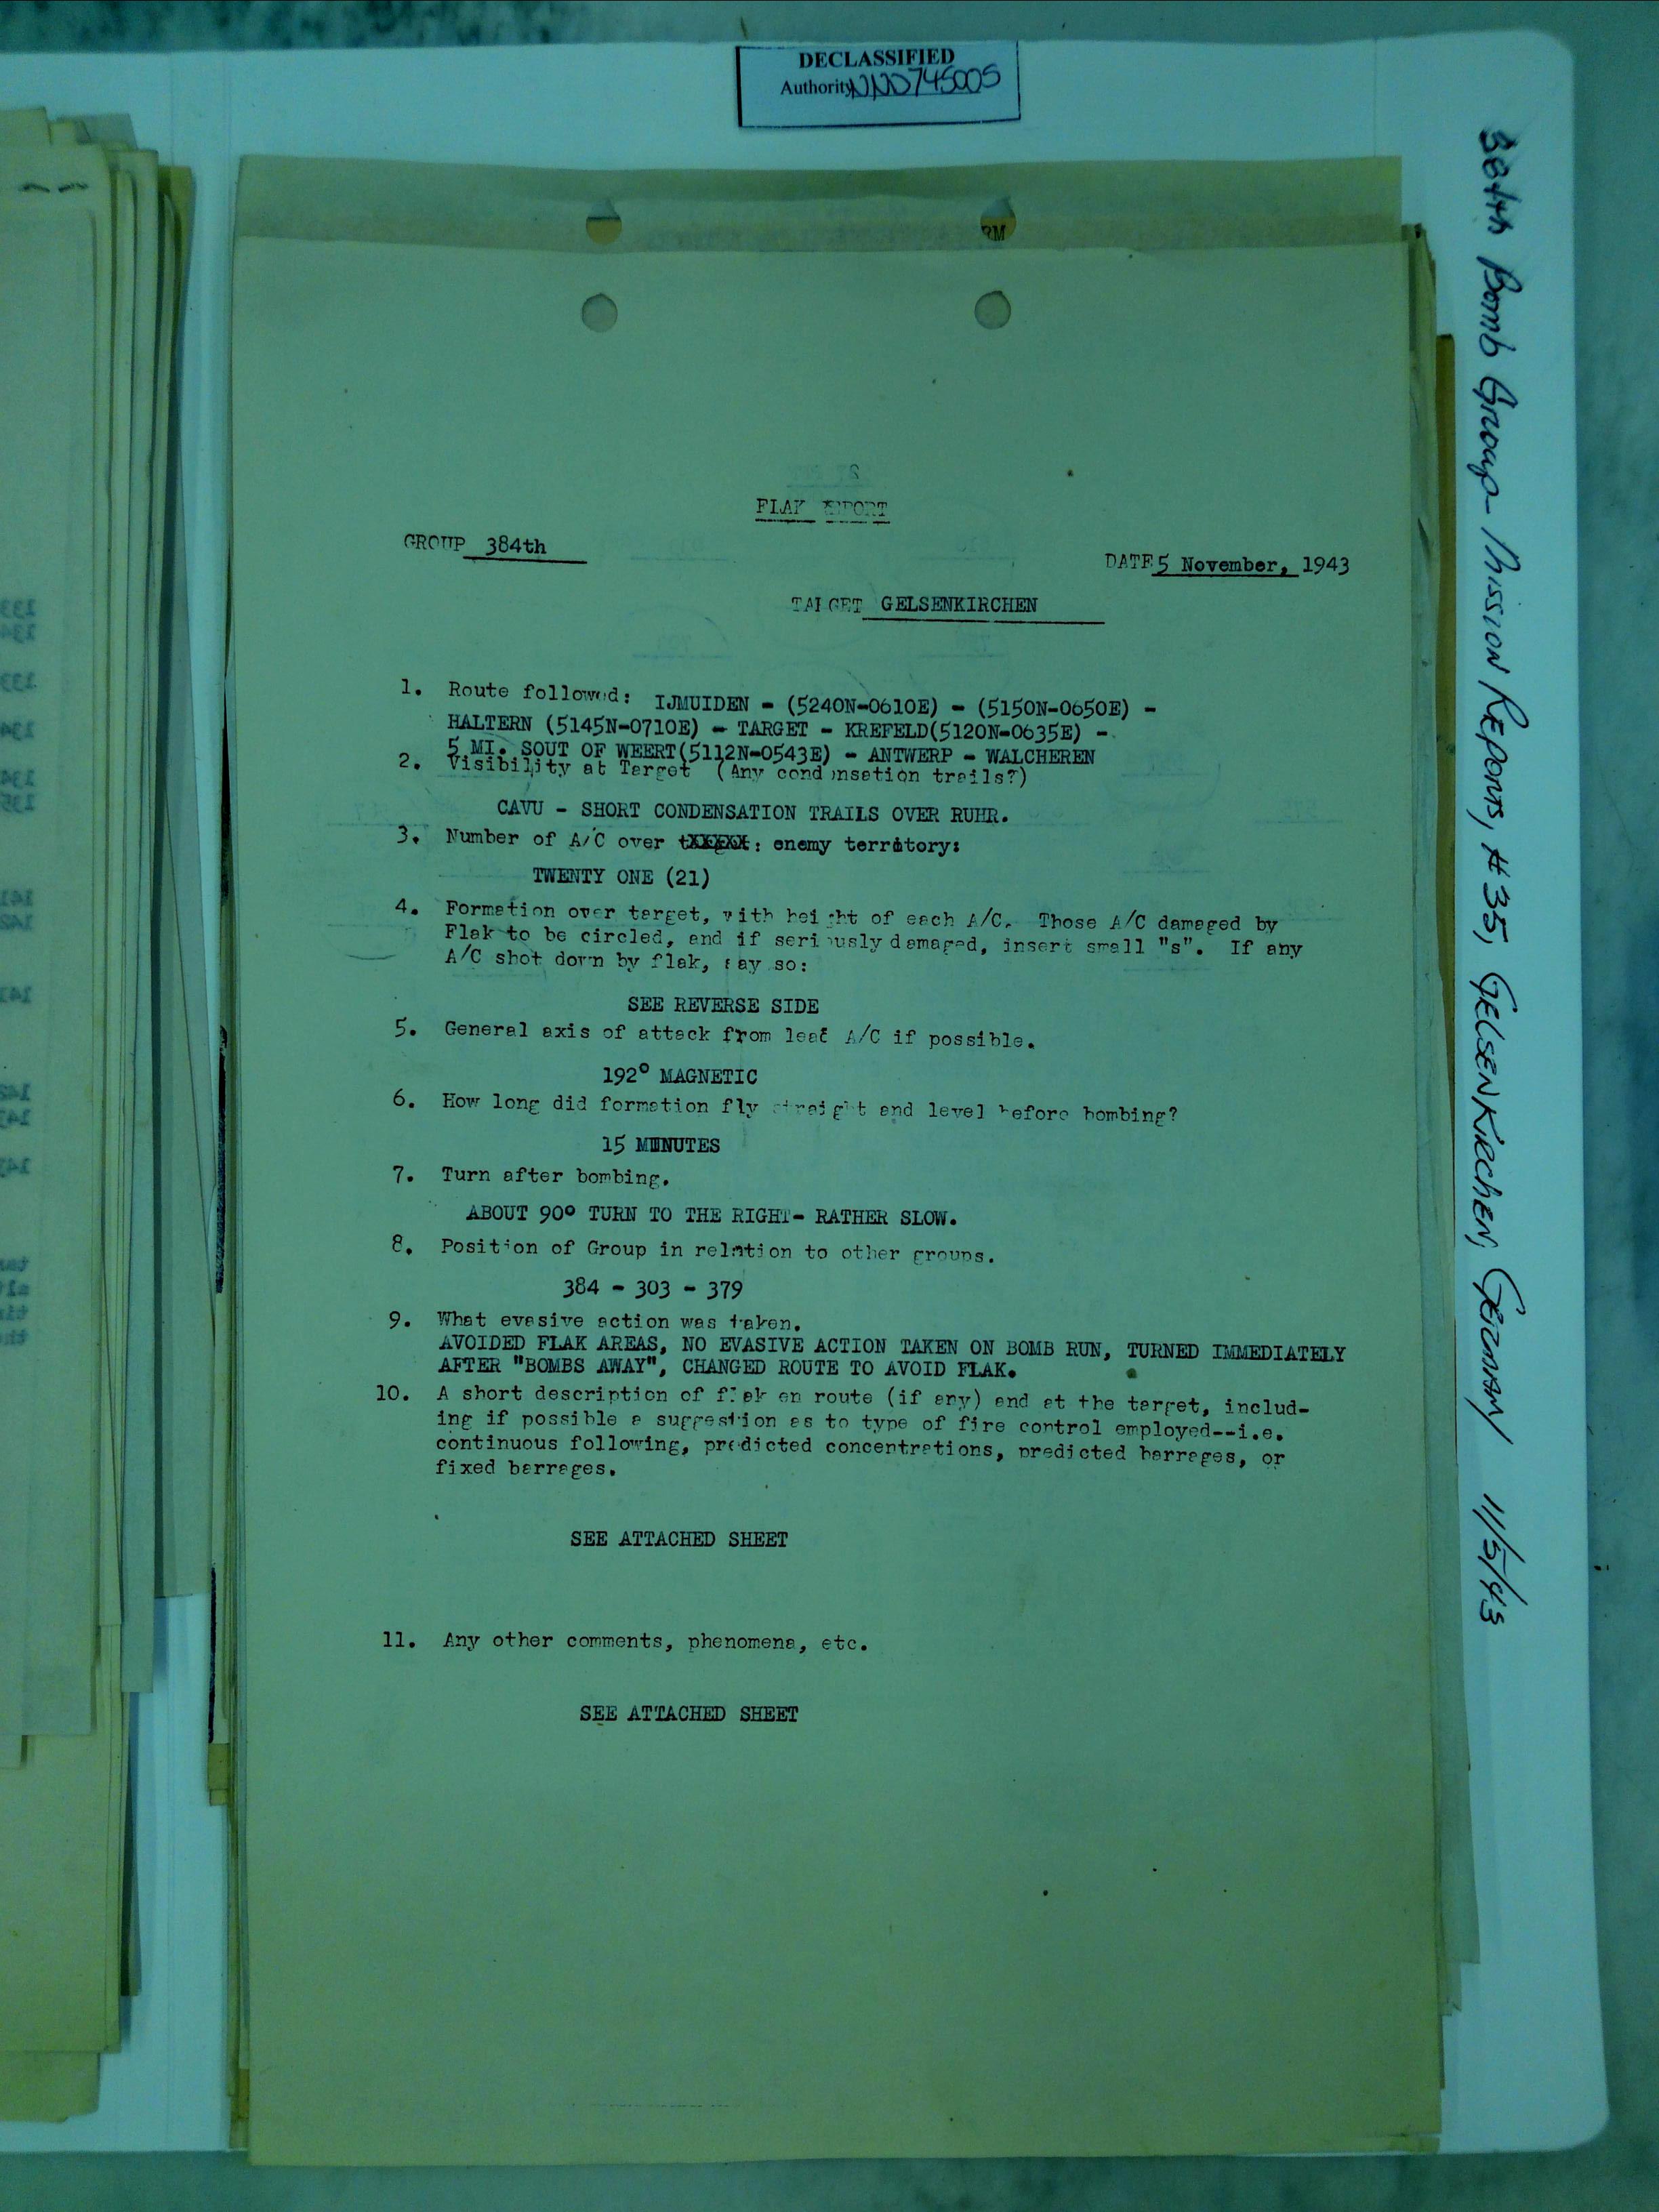 DECLASSIFIED
Authority NND745005
384th Bomb Group - Mission Reports, #35, GELSENKIRCHEN, GERMANY 11/5/43
RM
FLAK REPORT
GROUP 384th
DATE 5 November, 1943
TARGET GELSENKIRCHEN
1. Route followed: IJMUIDEN - (5240N-0610E) - (5150N-0650E) -
HALTERN (5145N-0710E) - TARGET - KREFELD(5120N-0635E) -
5 MI. SOUT OF WEERT(5112N-0543E) - ANTWERP - WALCHEREN
2. Visibility at Target (Any condensation trails?)
CAVU - SHORT CONDENSATION TRAILS OVER RUHR.
3. Number of A/C over : enemy territory:
TWENTY ONE (21)
4. Formation over target, with height of each A/C. Those A/C damaged by
Flak to be circled, and if seriously damaged, insert small "s". If any
A/C shot down by flak, say so:
SEE REVERSE SIDE
5. General axis of attack from lead A/C if possible.
192° MAGNETIC
6. How long did formation fly straight and level before bombing?
15 MINUTES
7. Turn after bombing.
ABOUT 90° TURN TO THE RIGHT- RATHER SLOW.
8. Position of Group in relation to other groups.
384 - 303 - 379
9. What evasive action was taken.
AVOIDED FLAK AREAS, NO EVASIVE ACTION TAKEN ON BOMB RUN, TURNED IMMEDIATELY
AFTER "BOMBS AWAY", CHANGED ROUTE TO AVOID FLAK.
10. A short description of flak en route (if any) and at the target, includ-
ing if possible a suggestion as to type of fire control employed--i.e.
continuous following, predicted concentrations, predicted barrages, or
fixed barrages.
SEE ATTACHED SHEET
11. Any other comments, phenomena, etc.
SEE ATTACHED SHEET